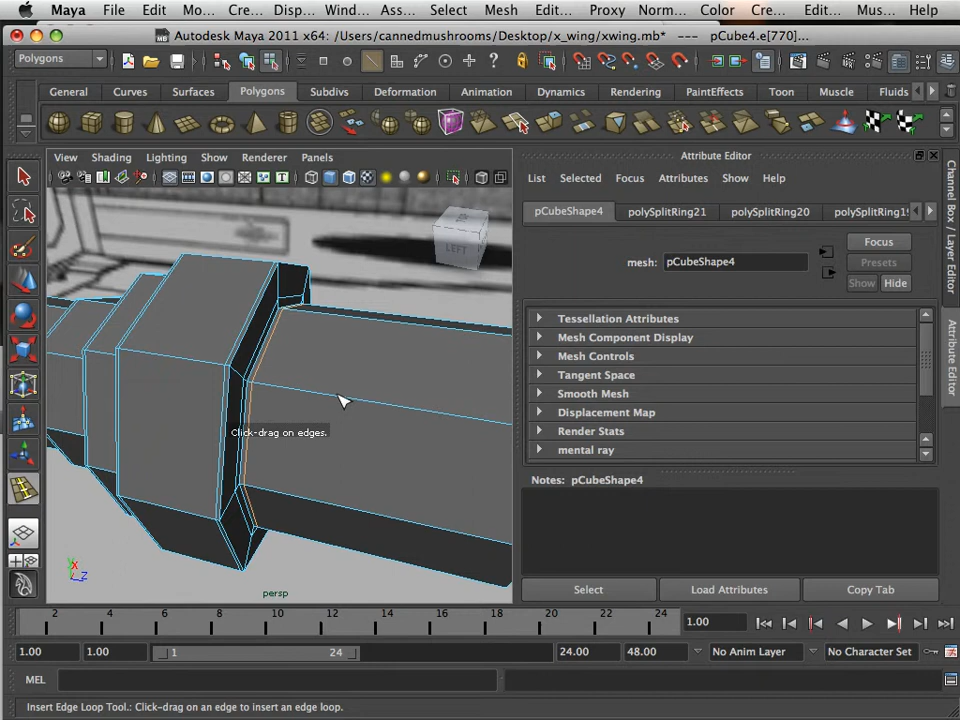 Maya File Edit Mo... Cre... Dis... Wind... Ass... Select Mesh Edit... Proxy Norm... Color Cre... Edit... Mus... Help
Autodesk Maya 2011 x64: /Users/cannedmushrooms/Desktop/x_wing/xwing.mb* --- pCube4.e[770]...
Polygons
General Curves Surfaces Polygons Subdivs Deformation Animation Dynamics Rendering PaintEffects Toon Muscle Fluids
View Shading Lighting Show Renderer Panels
Attribute Editor
List Selected Focus Attributes Show Help
pCubeShape4 polySplitRing21 polySplitRing20 polySplitRing19
mesh: pCubeShape4
Focus
Presets
Show Hide
LEFT
Tessellation Attributes
Mesh Component Display
Mesh Controls
Tangent Space
Smooth Mesh
Displacement Map
Render Stats
mental ray
Click-drag on edges.
Notes: pCubeShape4
Select Load Attributes Copy Tab
Channel Box / Layer Editor
Attribute Editor
persp
2 4 6 8 10 12 14 16 18 20 22 24
1.00
1.00 1.00 1 24 24.00 48.00 No Anim Layer No Character Set
MEL
Insert Edge Loop Tool.: Click-drag on an edge to insert an edge loop.